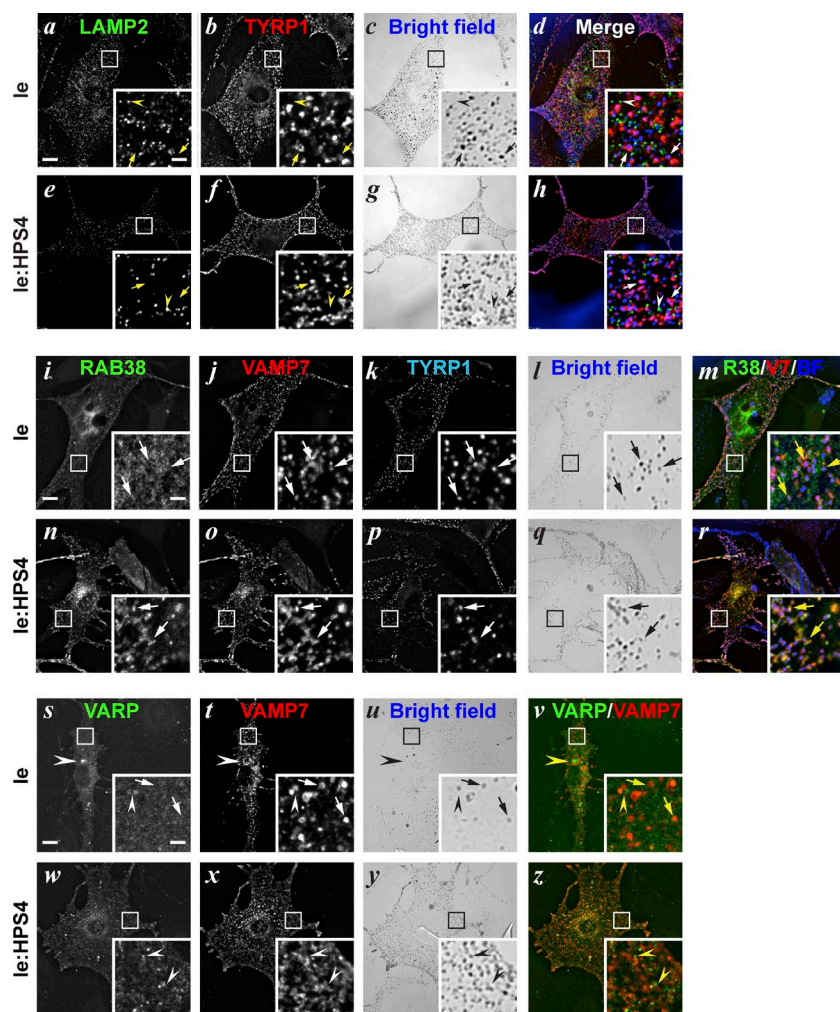 a LAMP2 b TYRP1 c Bright field d Merge
le
e f g h
le:HPS4
i RAB38 j VAMP7 k TYRP1 l Bright field m R38/V7/BF
le
n o p q r
le:HPS4
s VARP t VAMP7 u Bright field v VARP/VAMP7
le
w x y z
le:HPS4